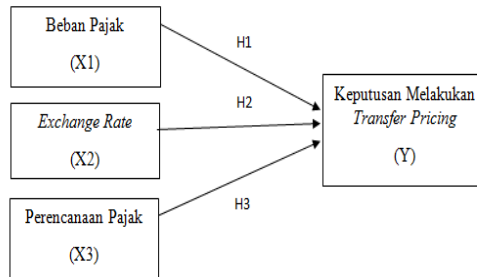 Beban Pajak
(X1)
H1
Exchange Rate
(X2)
H2
Keputusan Melakukan
Transfer Pricing
(Y)
Perencanaan Pajak
(X3)
H3